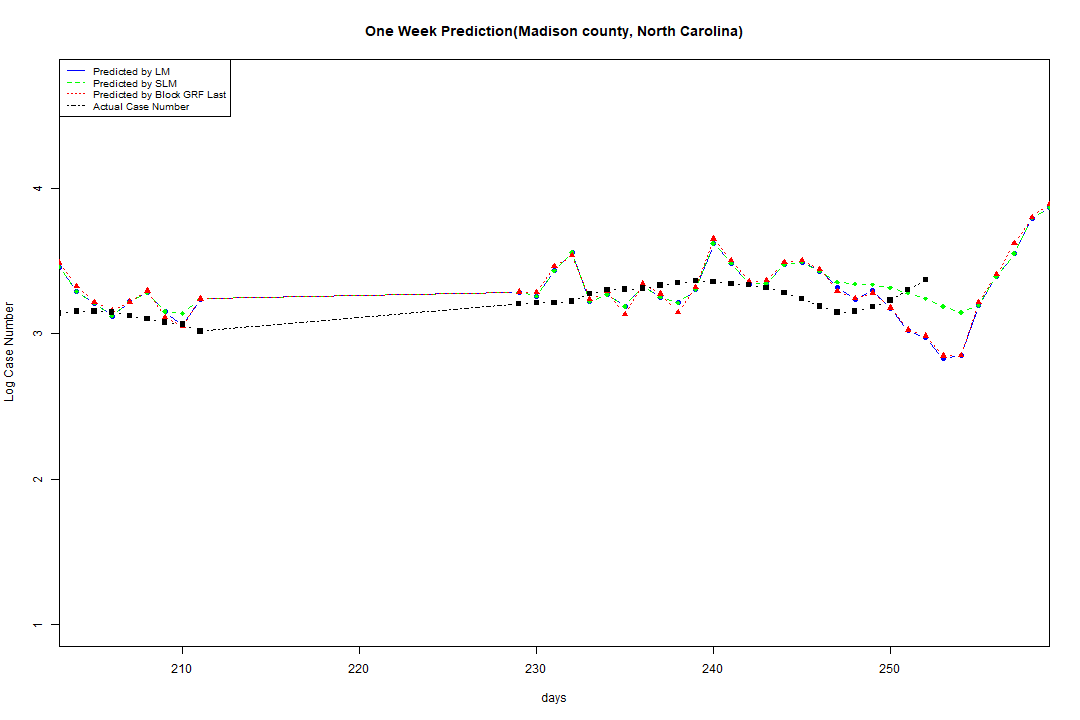 One Week Prediction(Madison county, North Carolina)
Predicted by LM
Predicted by SLM
Predicted by Block GRF Last
Actual Case Number
4
3
2
1
Log Case Number
210 220 230 240 250
days